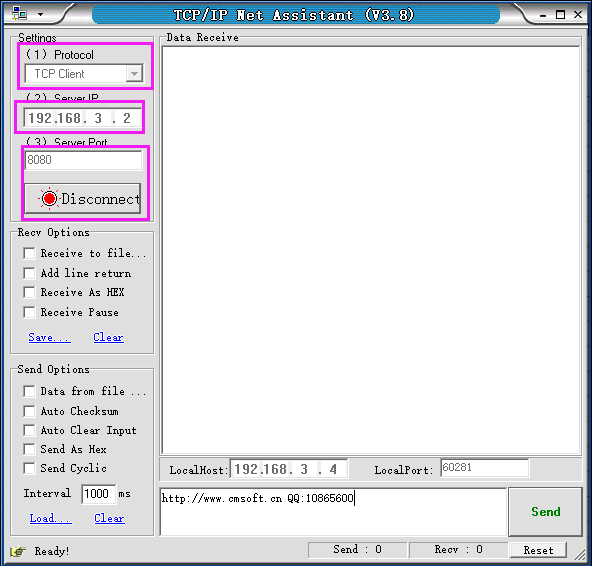 TCP/IP Net Assistant (V3.8)
Settings
(1) Protocol
TCP Client
(2) Server IP
192.168. 3 . 2
(3) Server Port
8080
Disconnect
Recv Options
Receive to file...
Add line return
Receive As HEX
Receive Pause
Save... Clear
Send Options
Data from file ...
Auto Checksum
Auto Clear Input
Send As Hex
Send Cyclic
Interval 1000 ms
Load... Clear
Data Receive
LocalHost: 192.168. 3 . 4 LocalPort: 60281
http://www.cmsoft.cn QQ:10865600
Send
Ready! Send : 0 Recv : 0 Reset